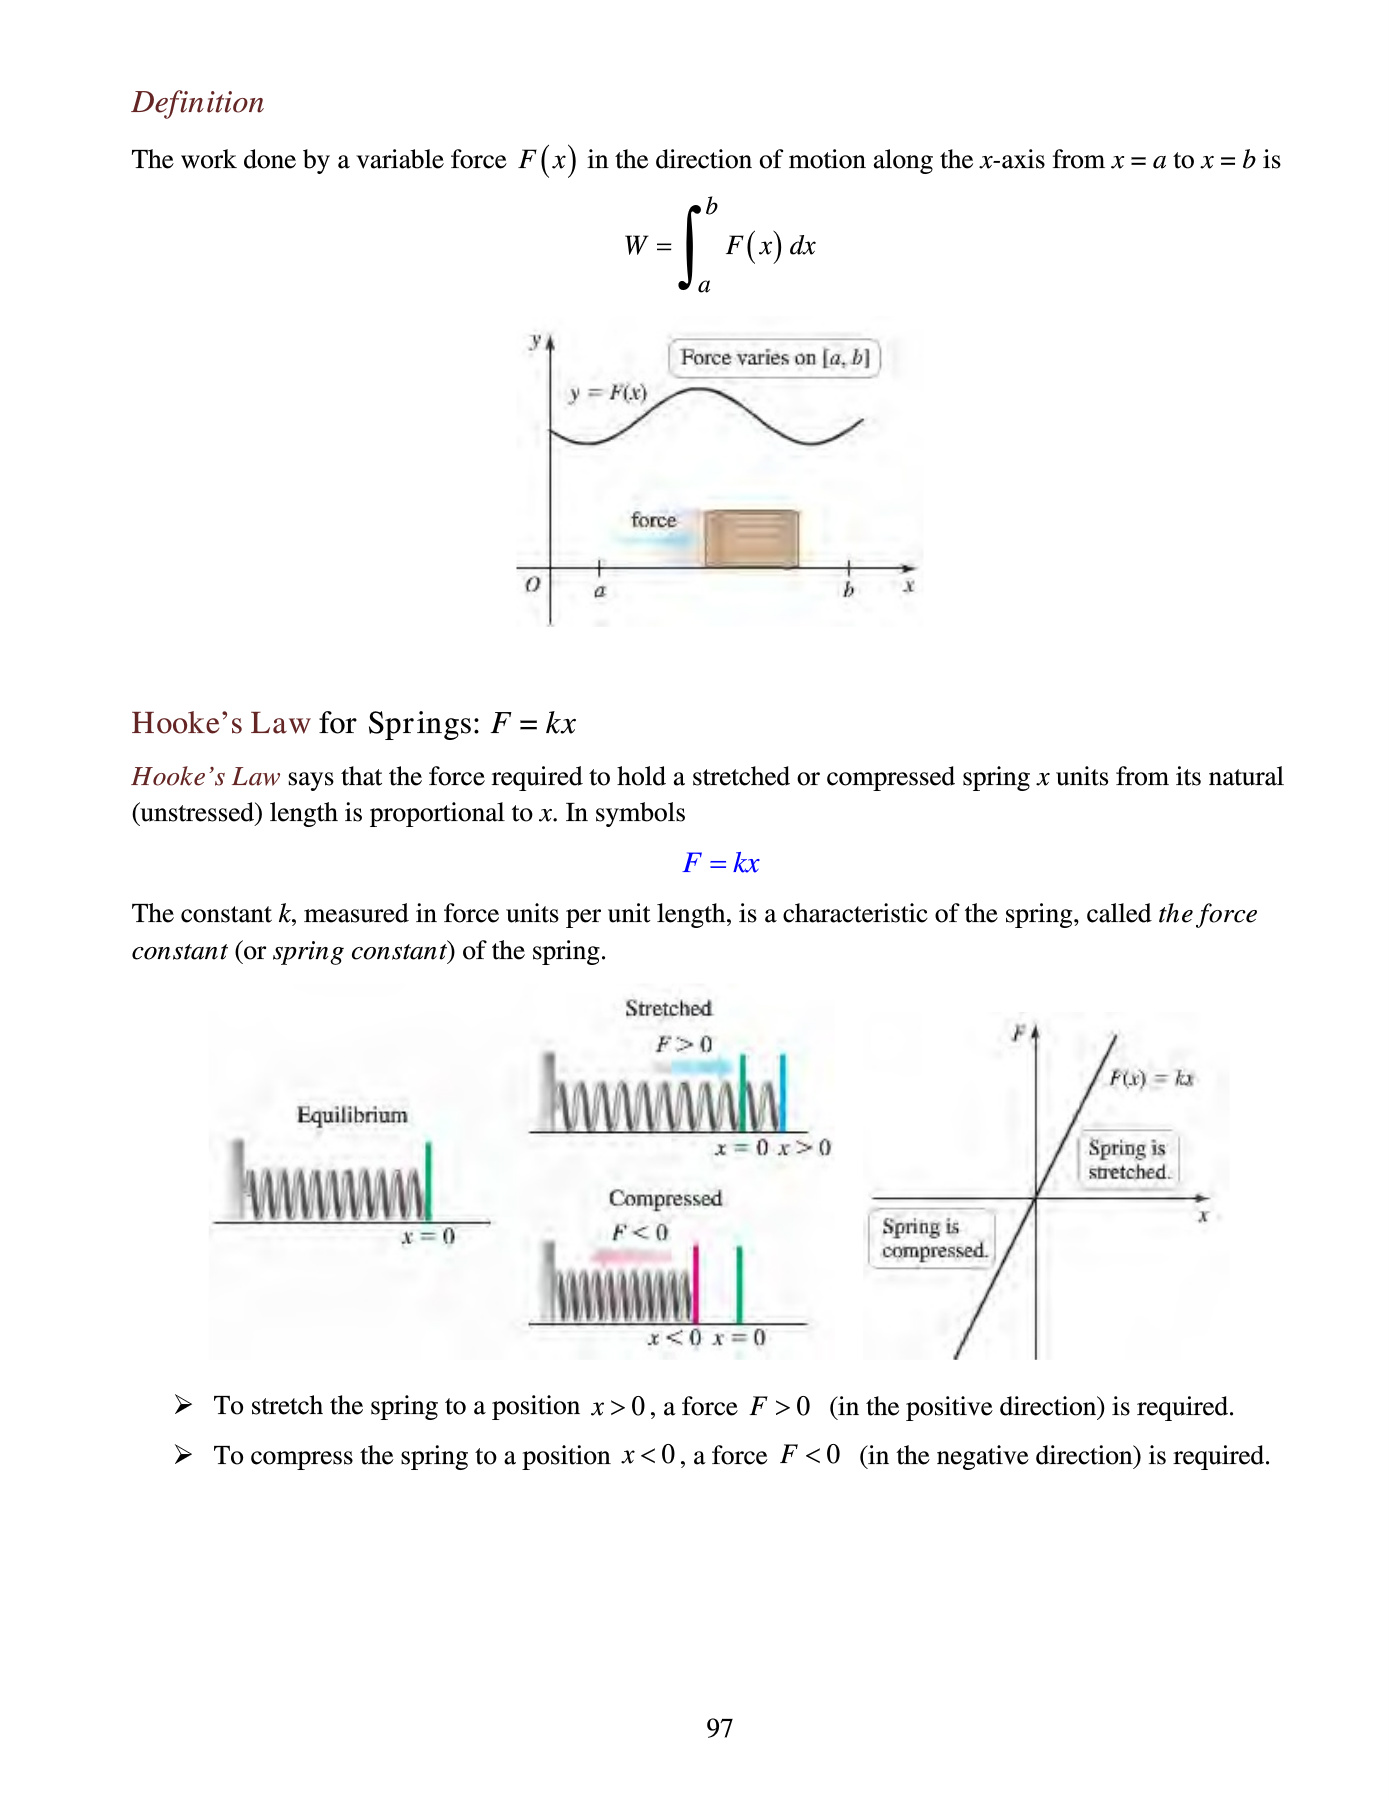 Definition
The work done by a variable force F(x) in the direction of motion along the x-axis from x = a to x = b is
W = ∫_a^b F(x) dx
y
Force varies on [a, b]
y = F(x)
force
O a b x
Hooke's Law for Springs: F = kx
Hooke's Law says that the force required to hold a stretched or compressed spring x units from its natural
(unstressed) length is proportional to x. In symbols
F = kx
The constant k, measured in force units per unit length, is a characteristic of the spring, called the force
constant (or spring constant) of the spring.
Equilibrium
x = 0
Stretched
F > 0
x = 0 x > 0
Compressed
F < 0
x < 0 x = 0
F
F(x) = kx
Spring is
stretched.
x
Spring is
compressed.
➤ To stretch the spring to a position x > 0, a force F > 0 (in the positive direction) is required.
➤ To compress the spring to a position x < 0, a force F < 0 (in the negative direction) is required.
97